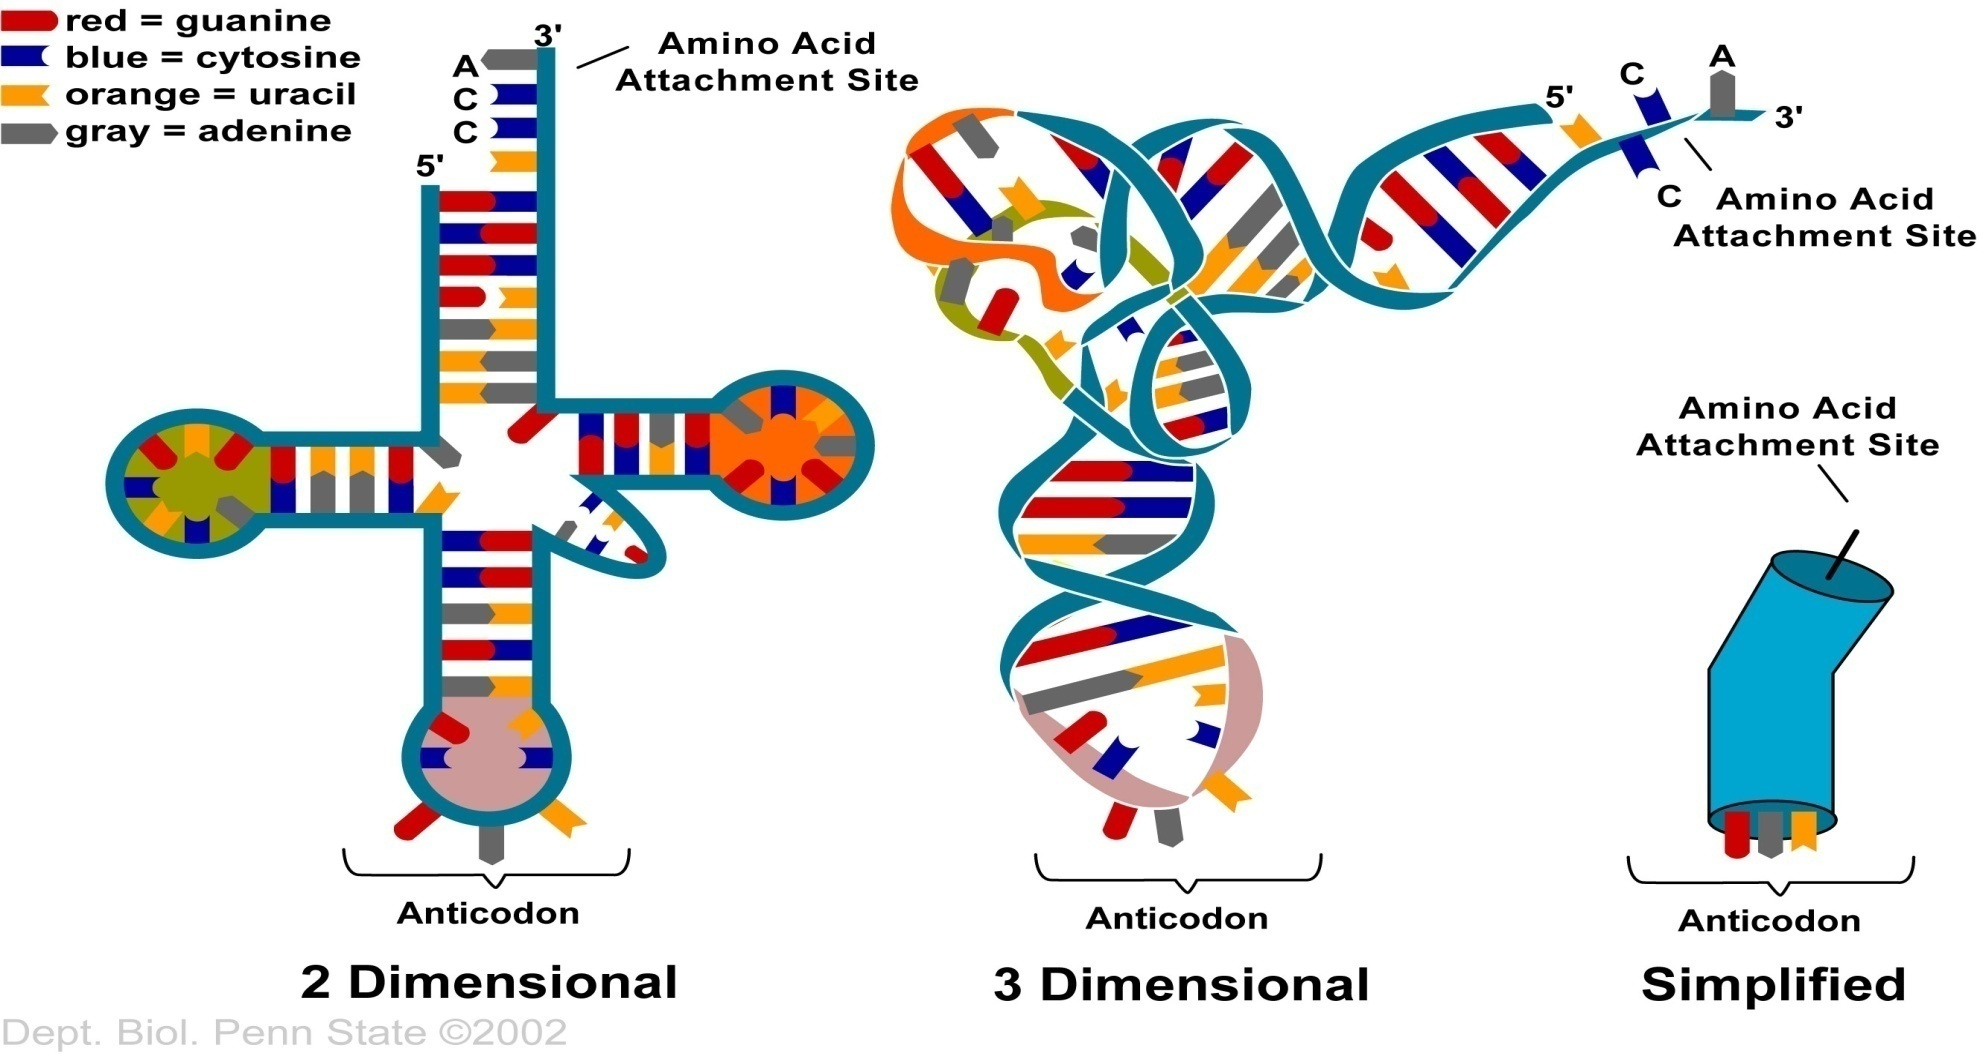 red = guanine
blue = cytosine
orange = uracil
gray = adenine
3'
A
C
C
5'
Amino Acid
Attachment Site
5'
C
A
3'
C
Amino Acid
Attachment Site
Amino Acid
Attachment Site
Anticodon
Anticodon
Anticodon
2 Dimensional
3 Dimensional
Simplified
Dept. Biol. Penn State ©2002